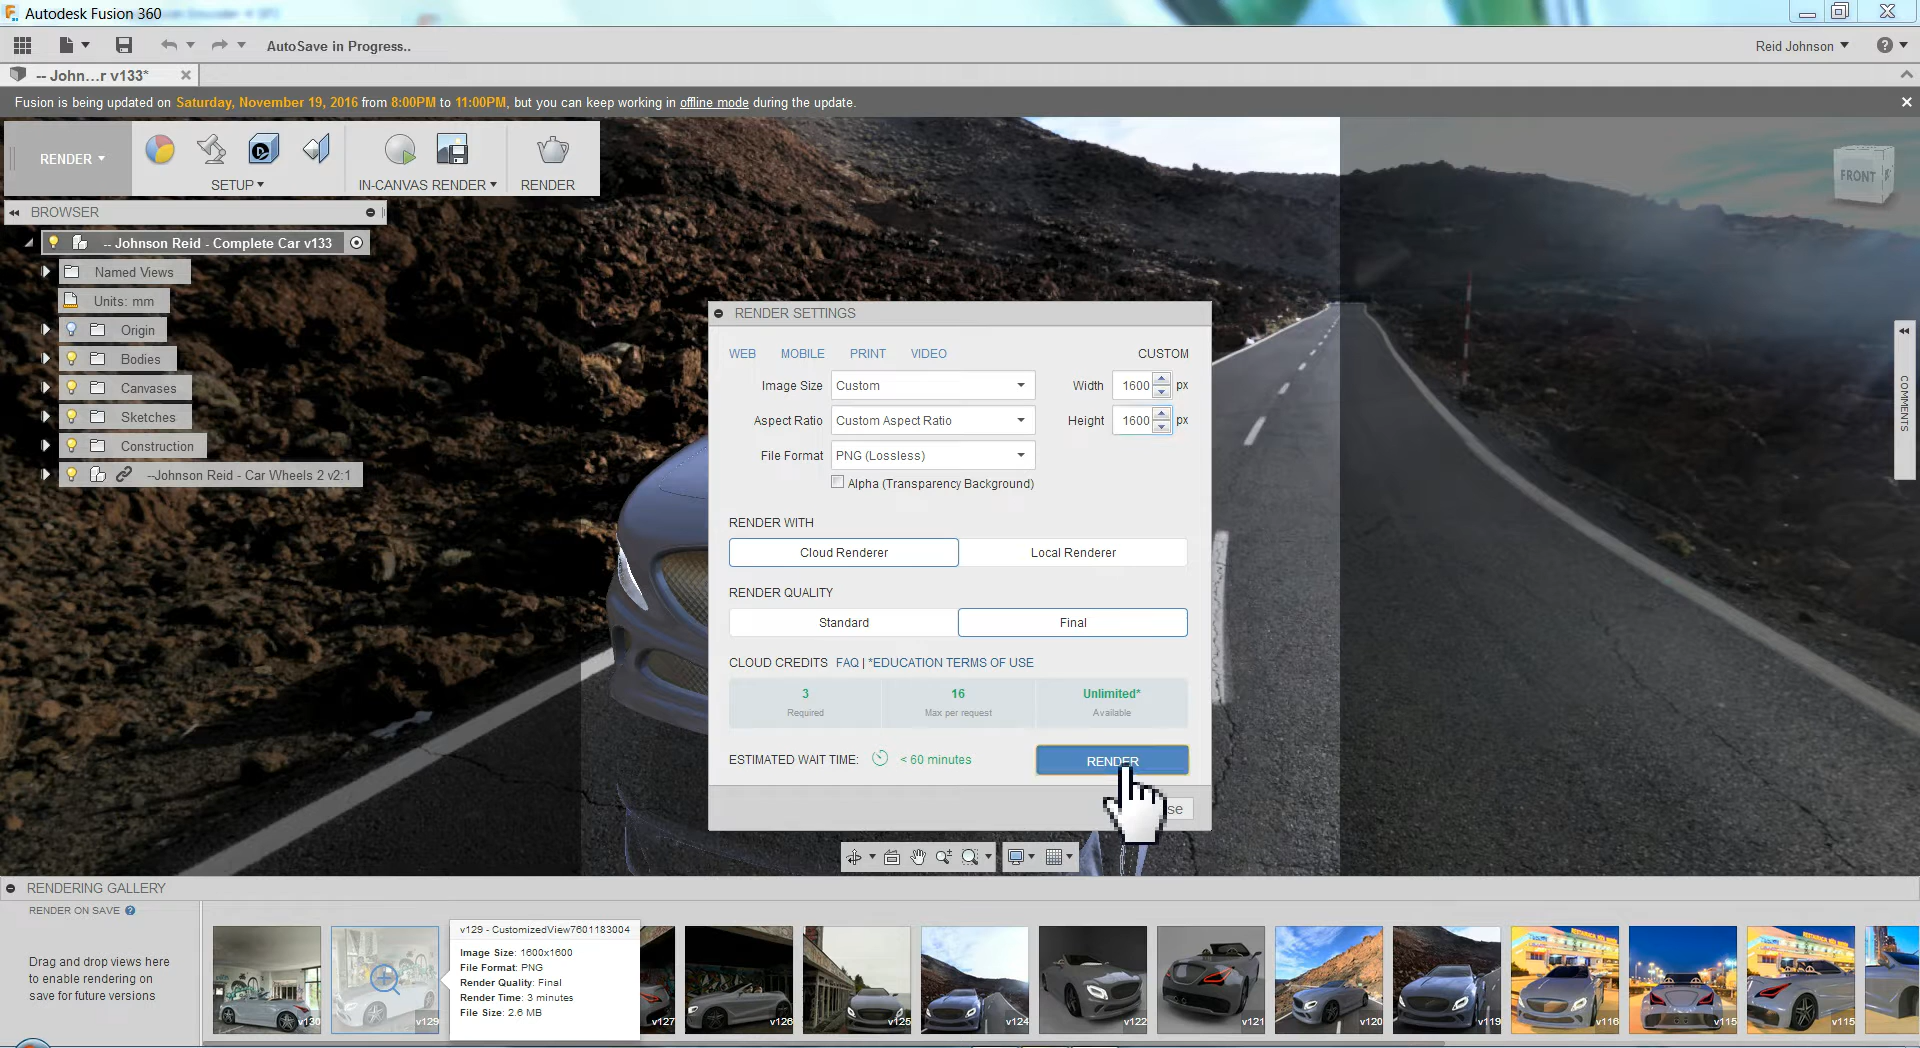 Autodesk Fusion 360
AutoSave in Progress..
Reid Johnson
-- John...r v133*
Fusion is being updated on Saturday, November 19, 2016 from 8:00PM to 11:00PM, but you can keep working in offline mode during the update.
RENDER
SETUP
IN-CANVAS RENDER
RENDER
FRONT
BROWSER
-- Johnson Reid - Complete Car v133
Named Views
Units: mm
Origin
Bodies
Canvases
Sketches
Construction
--Johnson Reid - Car Wheels 2 v2:1
COMMENTS
RENDER SETTINGS
WEB MOBILE PRINT VIDEO CUSTOM
Image Size Custom Width 1600 px
Aspect Ratio Custom Aspect Ratio Height 1600 px
File Format PNG (Lossless)
Alpha (Transparency Background)
RENDER WITH
Cloud Renderer Local Renderer
RENDER QUALITY
Standard Final
CLOUD CREDITS FAQ | *EDUCATION TERMS OF USE
3 16 Unlimited*
Required Max per request Available
ESTIMATED WAIT TIME: < 60 minutes RENDER
RENDERING GALLERY
RENDER ON SAVE
Drag and drop views here
to enable rendering on
save for future versions
v129 - CustomizedView7601183004
Image Size: 1600x1600
File Format: PNG
Render Quality: Final
Render Time: 3 minutes
File Size: 2.6 MB
v130 v129 v127 v126 v125 v124 v122 v121 v120 v119 v116 v115 v115